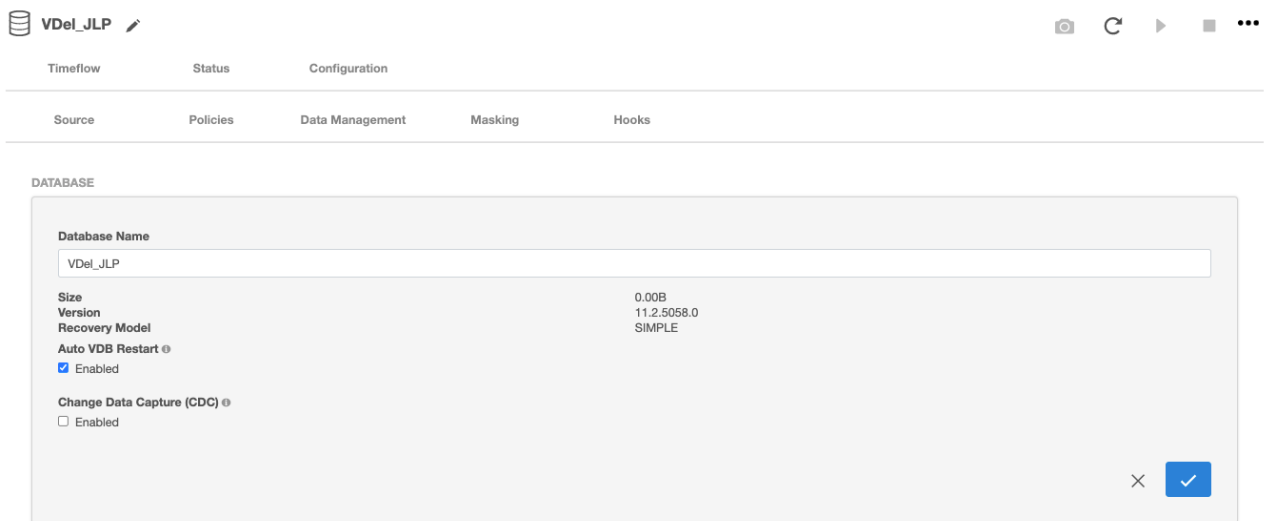 VDel_JLP
Timeflow Status Configuration
Source Policies Data Management Masking Hooks
DATABASE
Database Name
VDel_JLP
Size 0.00B
Version 11.2.5058.0
Recovery Model SIMPLE
Auto VDB Restart
Enabled
Change Data Capture (CDC)
Enabled